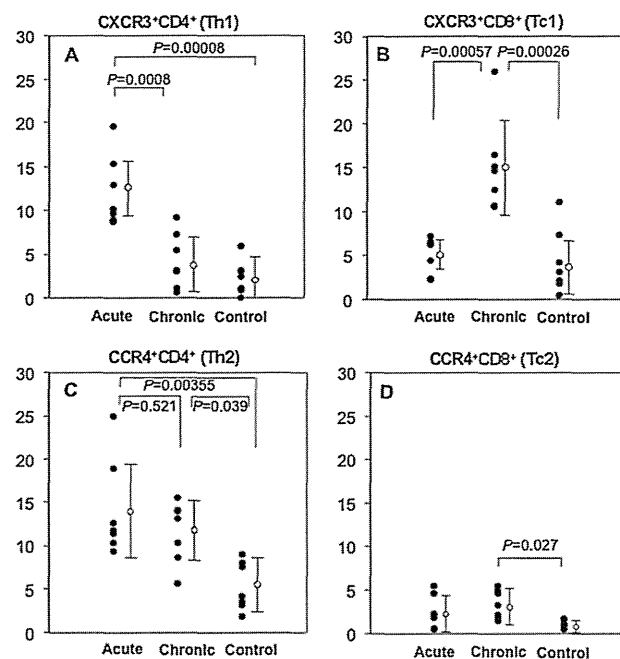 CXCR3⁺CD4⁺ (Th1)
A
P=0.00008
P=0.0008
30
25
20
15
10
5
0
Acute Chronic Control
CXCR3⁺CD8⁺ (Tc1)
B
P=0.00057 P=0.00026
30
25
20
15
10
5
0
Acute Chronic Control
CCR4⁺CD4⁺ (Th2)
C
P=0.00355
P=0.521 P=0.039
30
25
20
15
10
5
0
Acute Chronic Control
CCR4⁺CD8⁺ (Tc2)
D
P=0.027
30
25
20
15
10
5
0
Acute Chronic Control